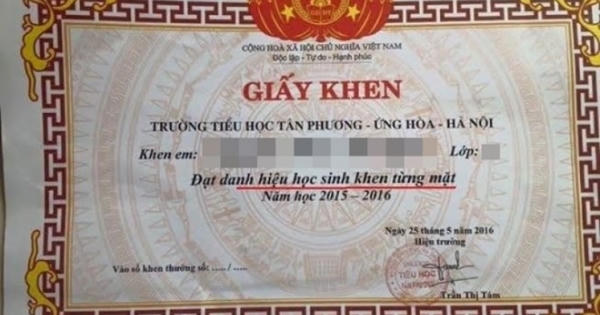 CỘNG HOÀ XÃ HỘI CHỦ NGHĨA VIỆT NAM
Độc lập - Tự do - Hạnh phúc
GIẤY KHEN
TRƯỜNG TIỂU HỌC TÂN PHƯƠNG - ỨNG HÒA - HÀ NỘI
Khen em: Lớp:
Đạt danh hiệu học sinh khen từng mặt
Năm học 2015 – 2016
Ngày 25 tháng 5 năm 2016
Hiệu trưởng
Vào sổ khen thưởng số: ..../.....
TIỂU HỌC
Trần Thị Tám